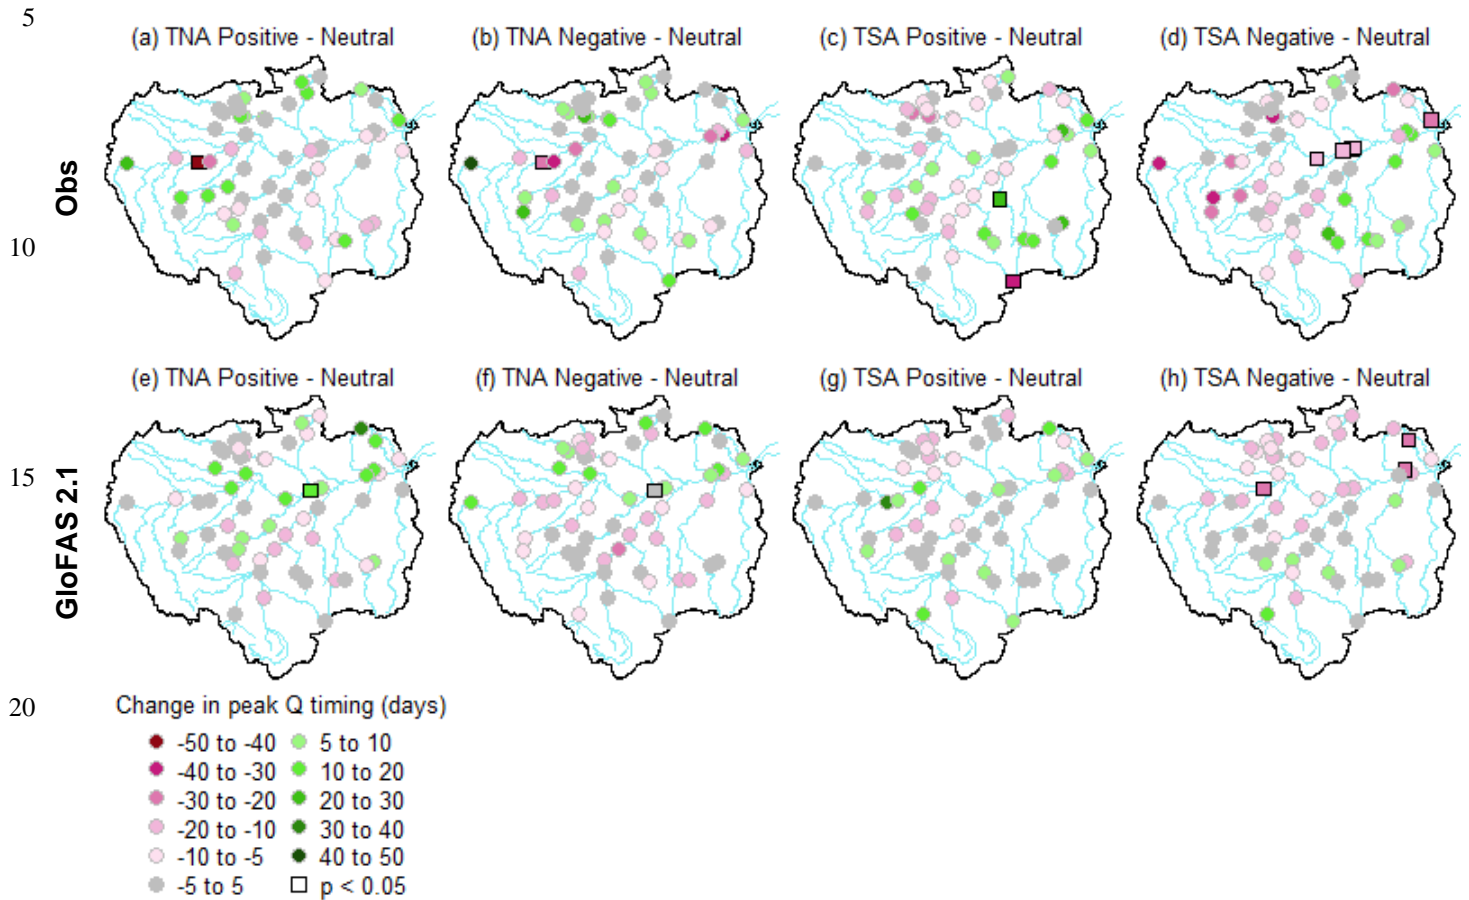 5
(a) TNA Positive - Neutral (b) TNA Negative - Neutral (c) TSA Positive - Neutral (d) TSA Negative - Neutral
Obs
10
(e) TNA Positive - Neutral (f) TNA Negative - Neutral (g) TSA Positive - Neutral (h) TSA Negative - Neutral
15
GloFAS 2.1
20
Change in peak Q timing (days)
-50 to -40 5 to 10
-40 to -30 10 to 20
-30 to -20 20 to 30
-20 to -10 30 to 40
-10 to -5 40 to 50
-5 to 5 p < 0.05